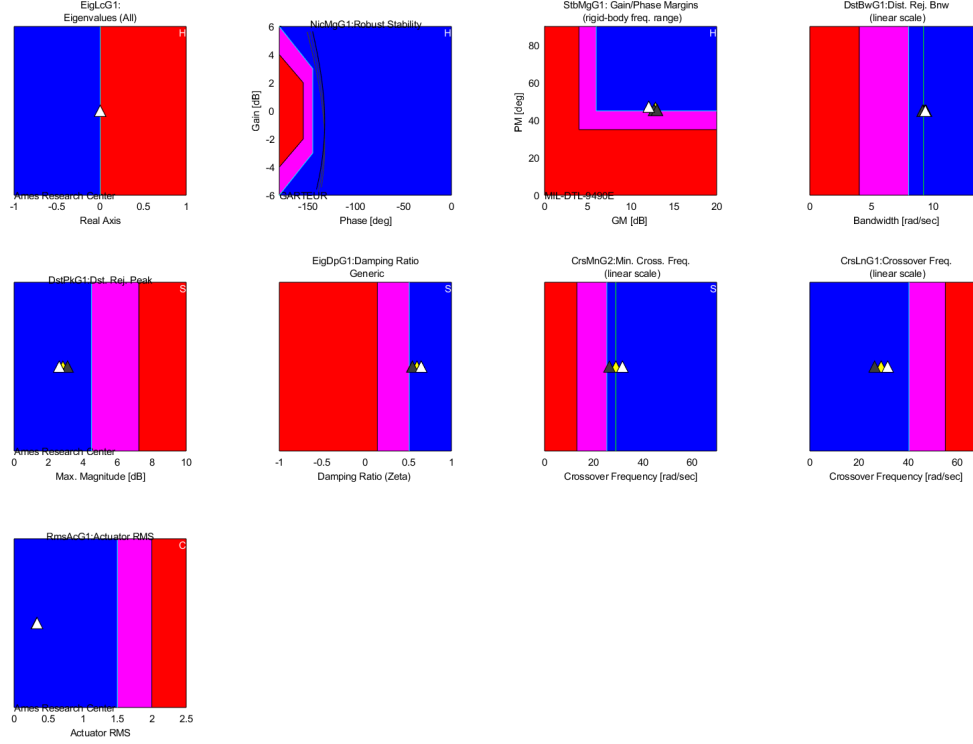 EigLcG1:
Eigenvalues (All)
H
Ames Research Center
-1 -0.5 0 0.5 1
Real Axis
NicMgG1:Robust Stability
H
6
4
2
0
-2
-4
-6
Gain [dB]
GARTEUR
-150 -100 -50 0
Phase [deg]
StbMgG1: Gain/Phase Margins
(rigid-body freq. range)
H
80
60
40
20
0
PM [deg]
MIL-DTL-9490E
0 5 10 15 20
GM [dB]
DstBwG1:Dist. Rej. Bnw
(linear scale)
0 5 10
Bandwidth [rad/sec]
DstPkG1:Dst. Rej. Peak
S
Ames Research Center
0 2 4 6 8 10
Max. Magnitude [dB]
EigDpG1:Damping Ratio
Generic
S
-1 -0.5 0 0.5 1
Damping Ratio (Zeta)
CrsMnG2:Min. Cross. Freq.
(linear scale)
S
20 40 60
Crossover Frequency [rad/sec]
CrsLnG1:Crossover Freq.
(linear scale)
20 40 60
Crossover Frequency [rad/sec]
RmsAcG1:Actuator RMS
C
Ames Research Center
0 0.5 1 1.5 2 2.5
Actuator RMS